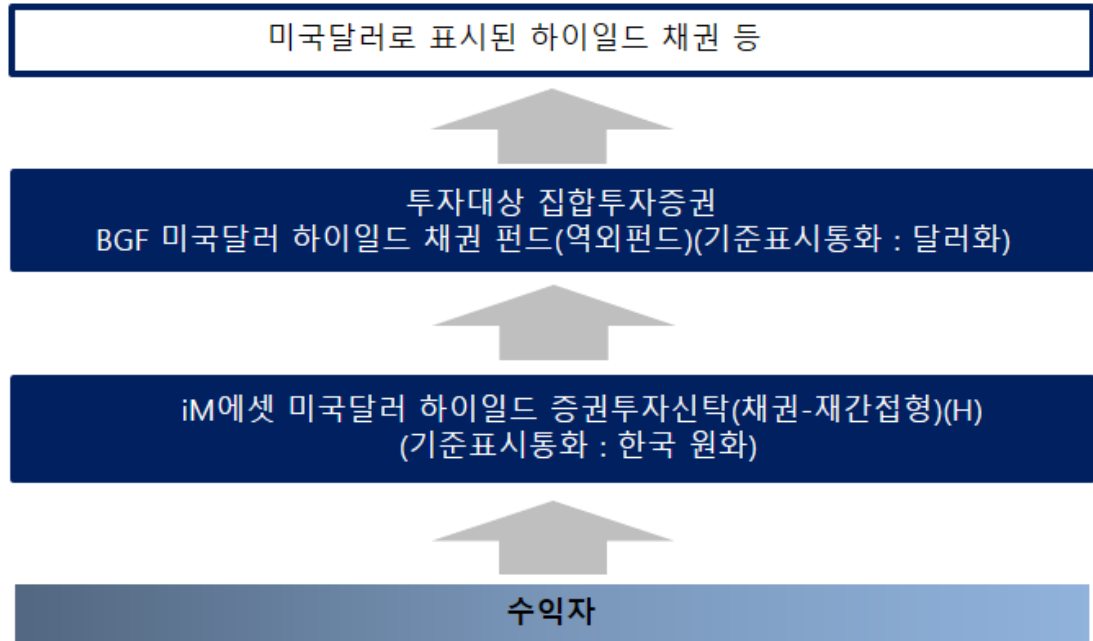 미국달러로 표시된 하이일드 채권 등
투자대상 집합투자증권
BGF 미국달러 하이일드 채권 펀드(역외펀드)(기준표시통화 : 달러화)
iM에셋 미국달러 하이일드 증권투자신탁(채권-재간접형)(H)
(기준표시통화 : 한국 원화)
수익자